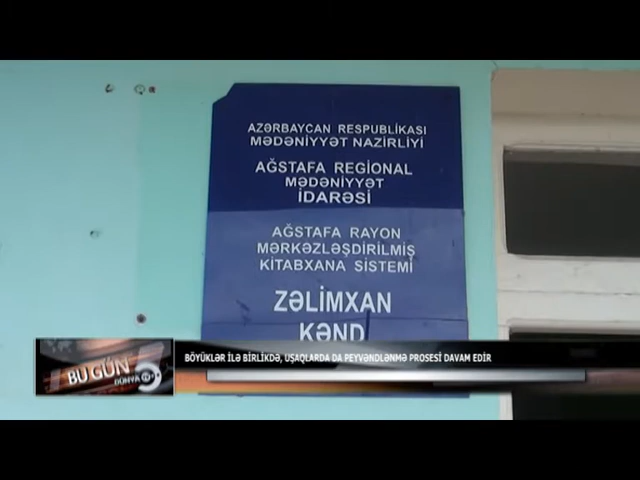 AZƏRBAYCAN RESPUBLİKASI
MƏDƏNİYYƏT NAZİRLİYİ
AĞSTAFA REGIONAL
MƏDƏNİYYƏT
İDARƏSİ
AĞSTAFA RAYON
MƏRKƏZLƏŞDİRİLMİŞ
KİTABXANA SİSTEMİ
ZƏLİMXAN
KƏND
BÖYÜKLƏR İLƏ BİRLİKDƏ, UŞAQLARDA DA PEYVƏNDLƏNMƏ PROSESİ DAVAM EDİR
BU GÜN
DÜNYA TV